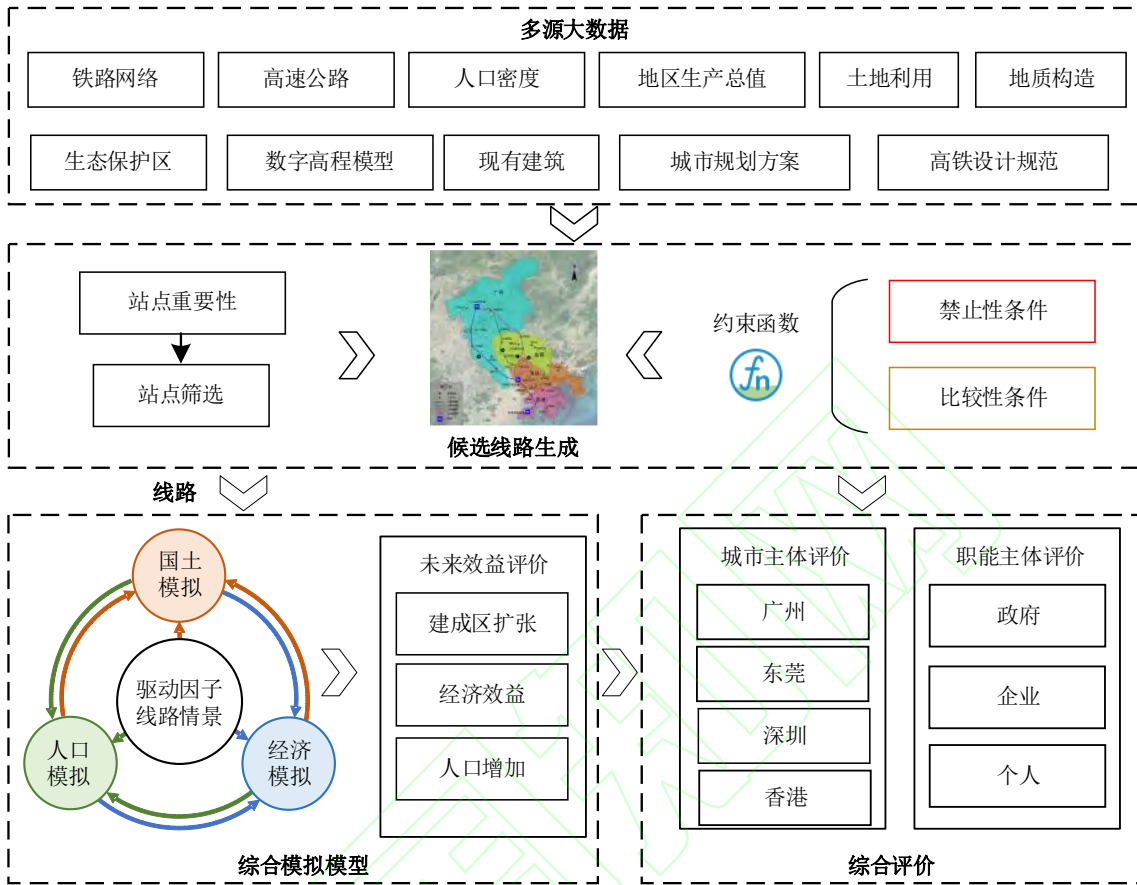 多源大数据
铁路网络
高速公路
人口密度
地区生产总值
土地利用
地质构造
生态保护区
数字高程模型
现有建筑
城市规划方案
高铁设计规范
站点重要性
站点筛选
候选线路生成
约束函数
fn
禁止性条件
比较性条件
线路
国土
模拟
驱动因子
线路情景
人口
模拟
经济
模拟
未来效益评价
建成区扩张
经济效益
人口增加
综合模拟模型
城市主体评价
广州
东莞
深圳
香港
职能主体评价
政府
企业
个人
综合评价